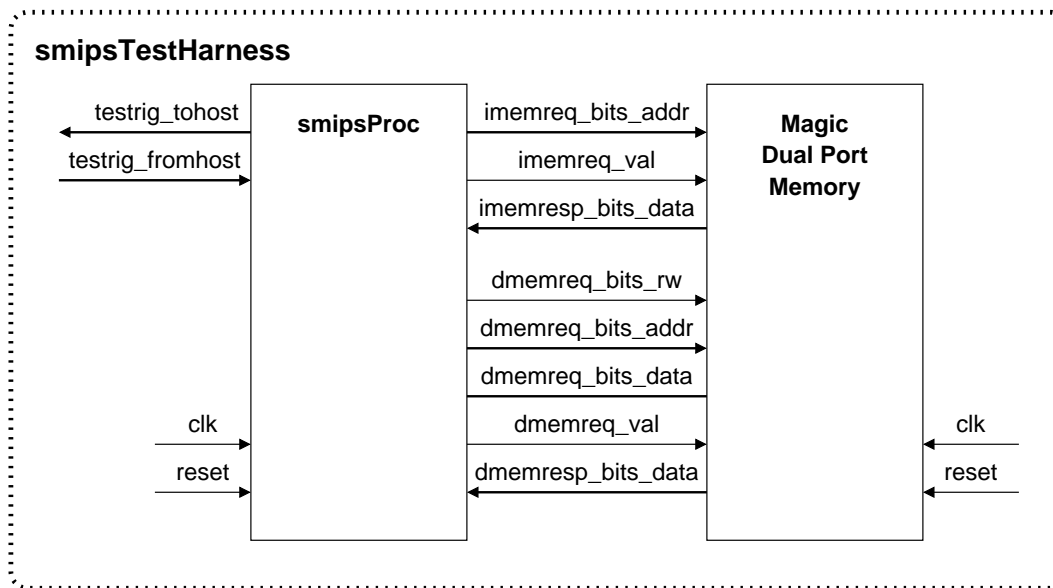 smipsTestHarness
testrig_tohost
testrig_fromhost
clk
reset
smipsProc
imemreq_bits_addr
imemreq_val
imemresp_bits_data
dmemreq_bits_rw
dmemreq_bits_addr
dmemreq_bits_data
dmemreq_val
dmemresp_bits_data
Magic
Dual Port
Memory
clk
reset